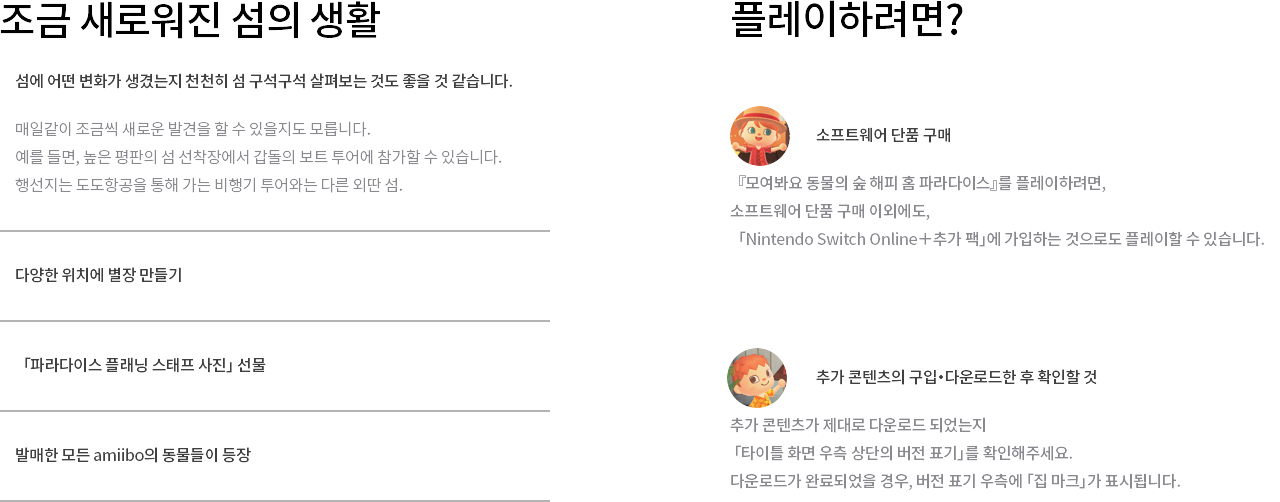 조금 새로워진 섬의 생활
섬에 어떤 변화가 생겼는지 천천히 섬 구석구석 살펴보는 것도 좋을 것 같습니다.
매일같이 조금씩 새로운 발견을 할 수 있을지도 모릅니다.
예를 들면, 높은 평판의 섬 선착장에서 갑돌의 보트 투어에 참가할 수 있습니다.
행선지는 도도항공을 통해 가는 비행기 투어와는 다른 외딴 섬.
다양한 위치에 별장 만들기
「파라다이스 플래닝 스태프 사진」 선물
발매한 모든 amiibo의 동물들이 등장
플레이하려면?
소프트웨어 단품 구매
『모여봐요 동물의 숲 해피 홈 파라다이스』를 플레이하려면,
소프트웨어 단품 구매 이외에도,
「Nintendo Switch Online＋추가 팩」에 가입하는 것으로도 플레이할 수 있습니다.
추가 콘텐츠의 구입•다운로드한 후 확인할 것
추가 콘텐츠가 제대로 다운로드 되었는지
「타이틀 화면 우측 상단의 버전 표기」를 확인해주세요.
다운로드가 완료되었을 경우, 버전 표기 우측에 「집 마크」가 표시됩니다.